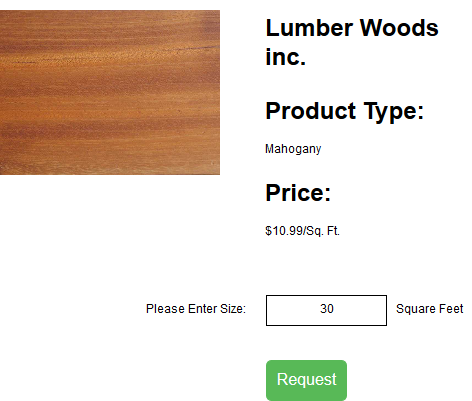 Lumber Woods
inc.
Product Type:
Mahogany
Price:
$10.99/Sq. Ft.
Please Enter Size: 30 Square Feet
Request